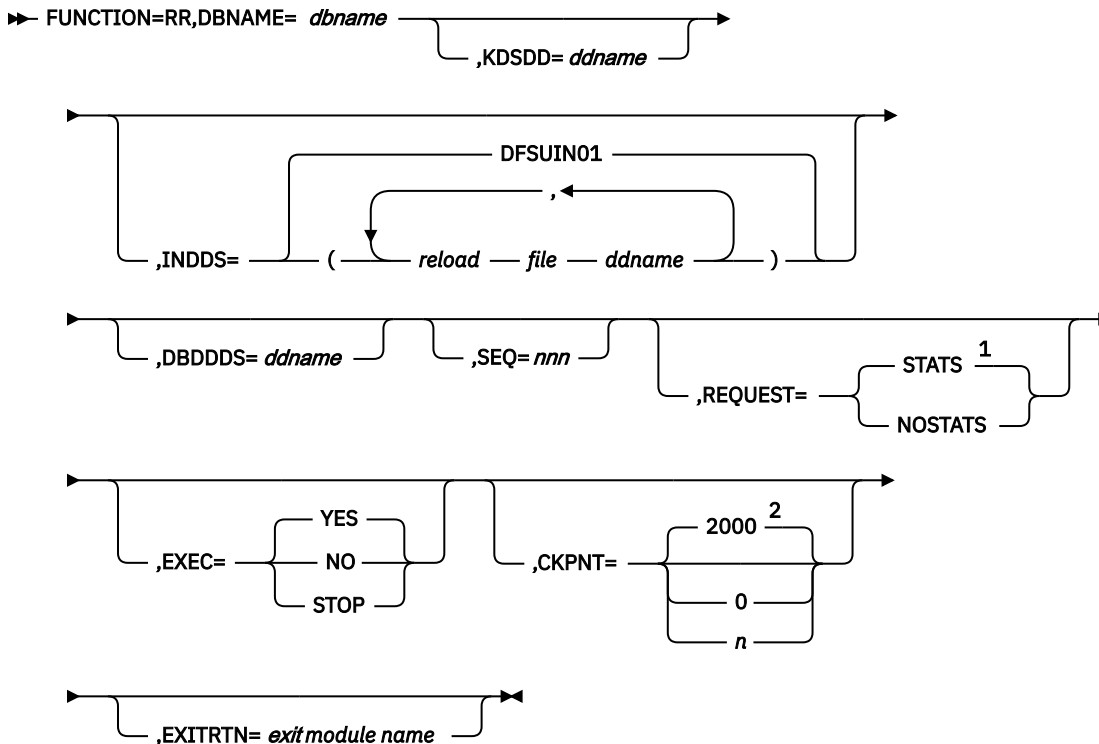 FUNCTION=RR,DBNAME= dbname
,KDSDD= ddname
DFSUIN01
,
,INDDS= ( reload file ddname )
,DBDDDS= ddname ,SEQ= nnn
,REQUEST= STATS 1
NOSTATS
,EXEC= YES
NO
STOP
,CKPNT= 2000 2
0
n
,EXITRTN= exit module name